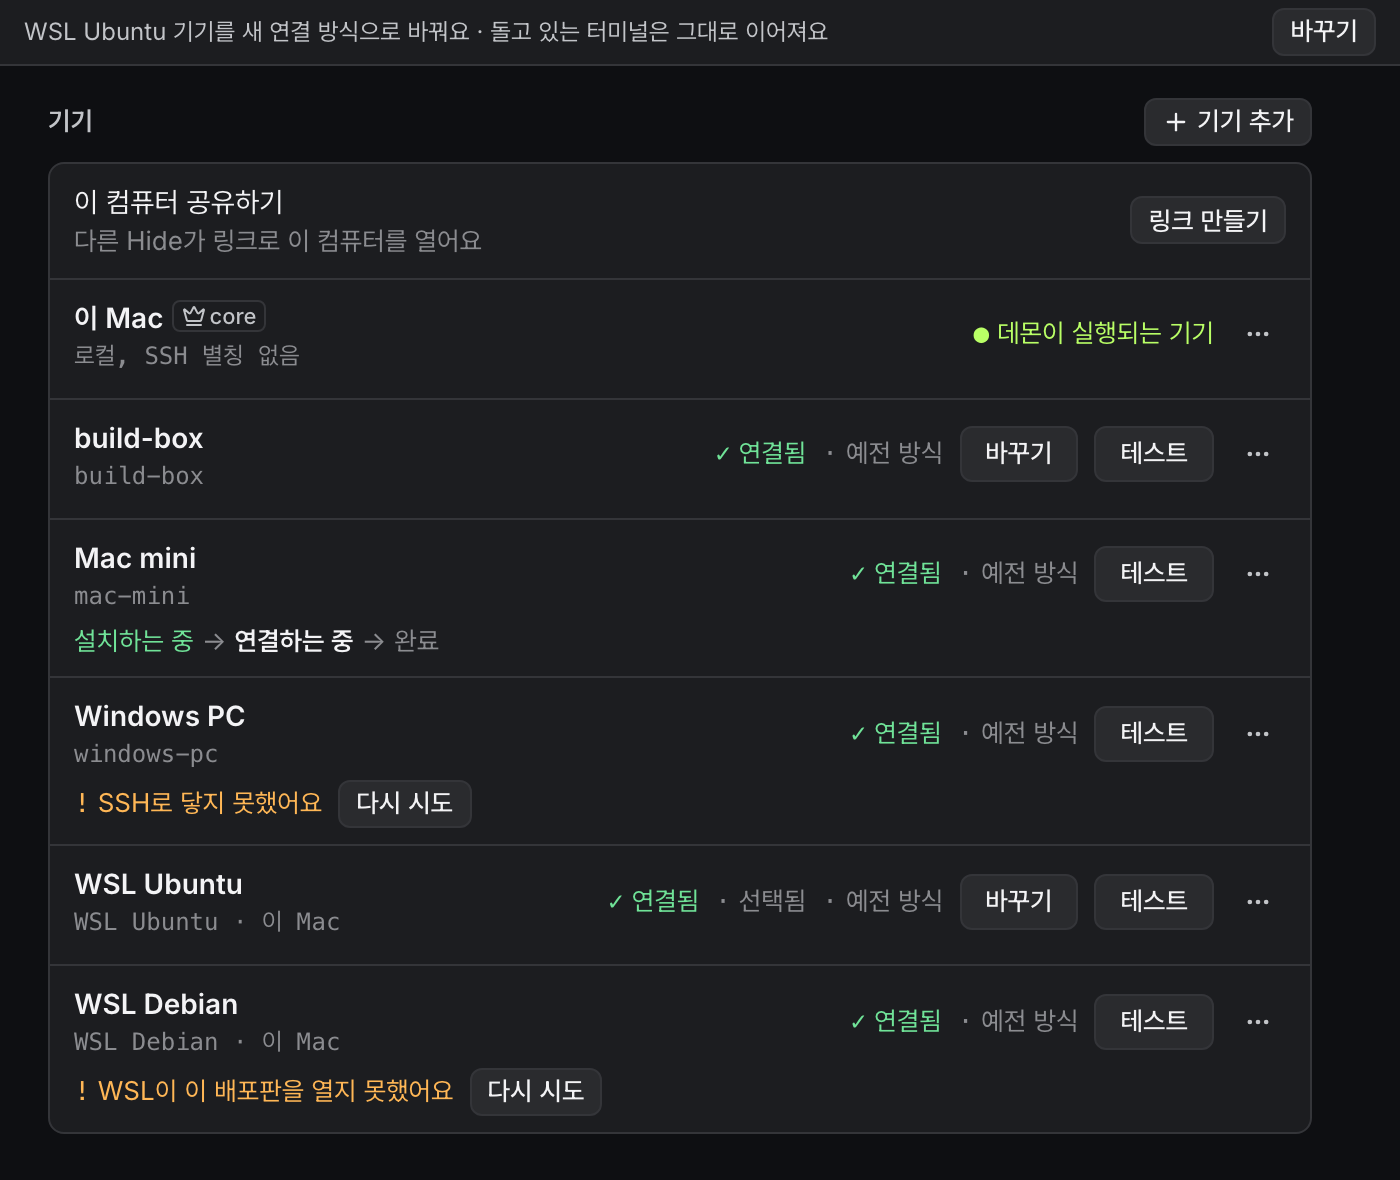 WSL Ubuntu 기기를 새 연결 방식으로 바꿔요 · 돌고 있는 터미널은 그대로 이어져요
바꾸기
기기
+ 기기 추가
이 컴퓨터 공유하기
다른 Hide가 링크로 이 컴퓨터를 열어요
링크 만들기
이 Mac core
로컬, SSH 별칭 없음
● 데몬이 실행되는 기기 ···
build-box
build-box
✓ 연결됨 · 예전 방식 바꾸기 테스트 ···
Mac mini
mac-mini
✓ 연결됨 · 예전 방식 테스트 ···
설치하는 중 → 연결하는 중 → 완료
Windows PC
windows-pc
✓ 연결됨 · 예전 방식 테스트 ···
! SSH로 닿지 못했어요 다시 시도
WSL Ubuntu
WSL Ubuntu · 이 Mac
✓ 연결됨 · 선택됨 · 예전 방식 바꾸기 테스트 ···
WSL Debian
WSL Debian · 이 Mac
✓ 연결됨 · 예전 방식 테스트 ···
! WSL이 이 배포판을 열지 못했어요 다시 시도